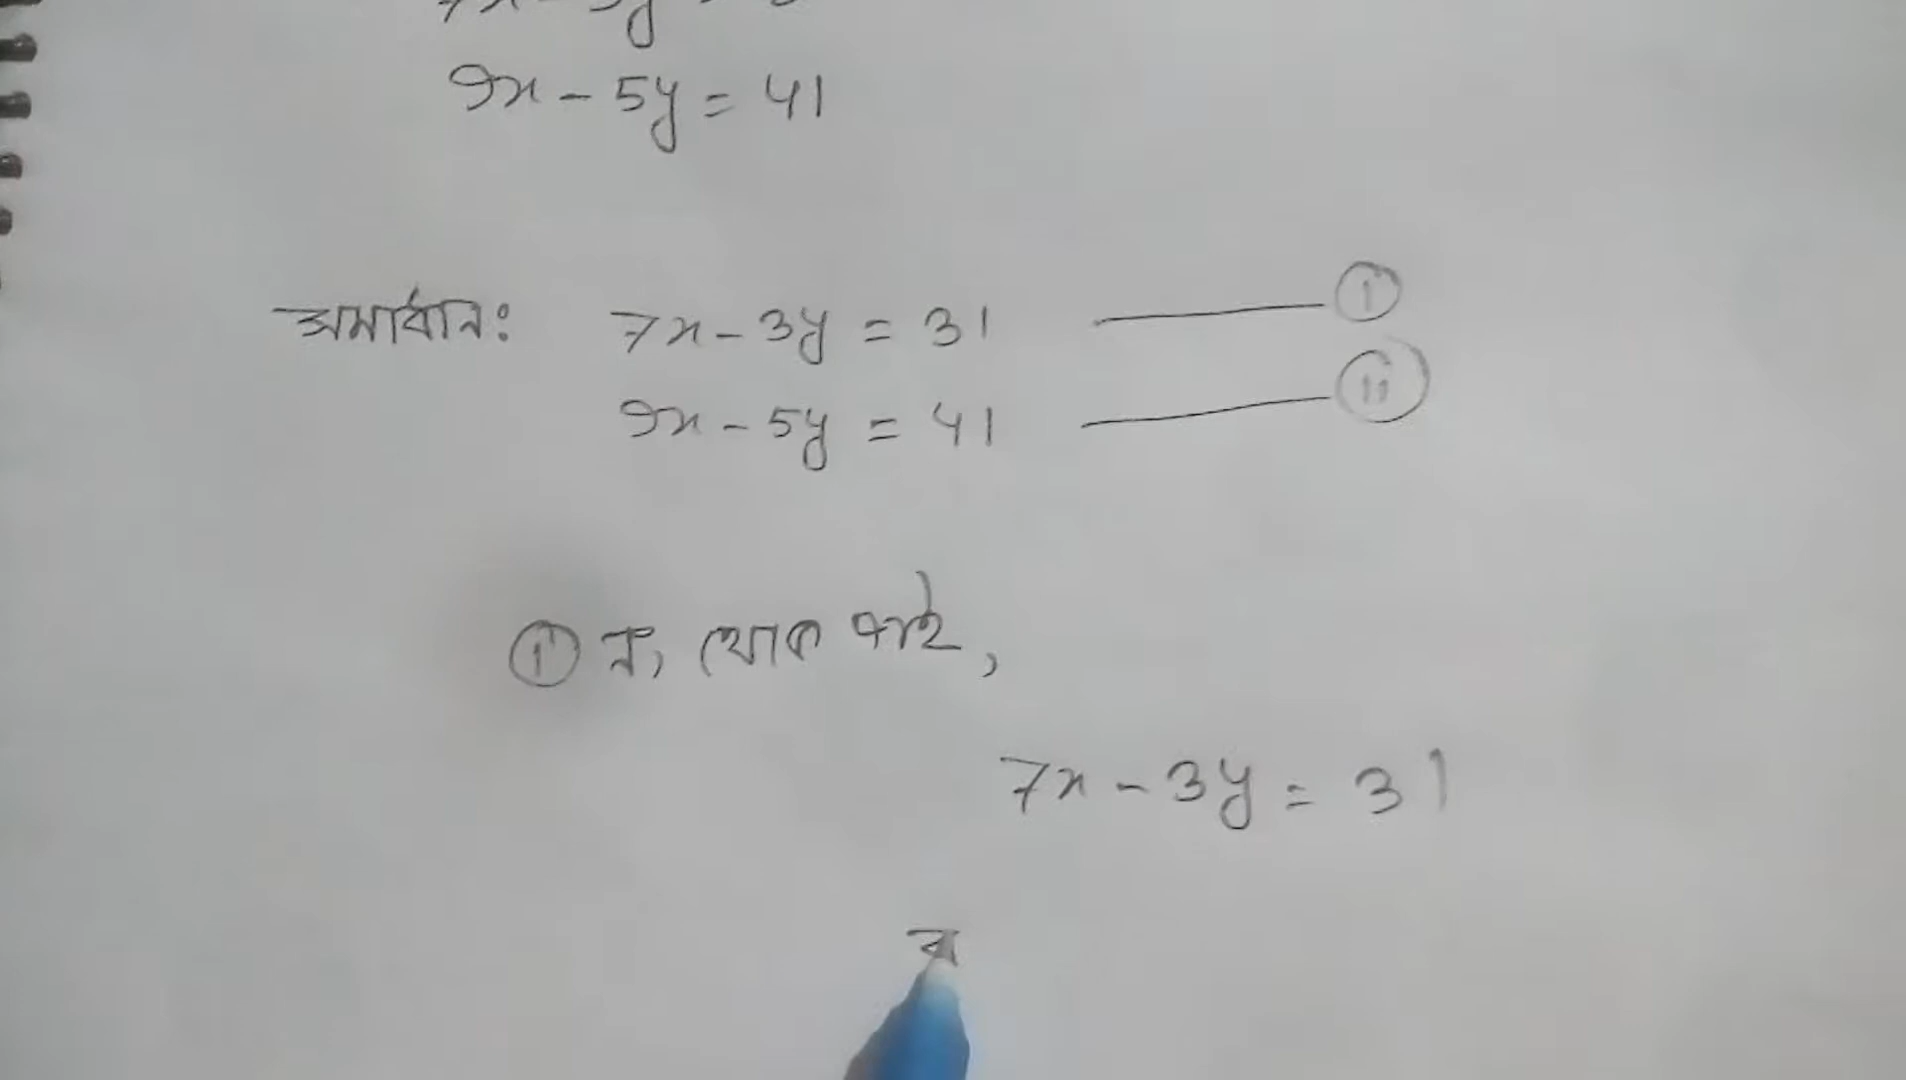 9x - 5y = 41
সমাধানঃ 7x - 3y = 31 ——— (i)
9x - 5y = 41 ——— (ii)
(i) নং থেকে পাই,
7x - 3y = 31
বা